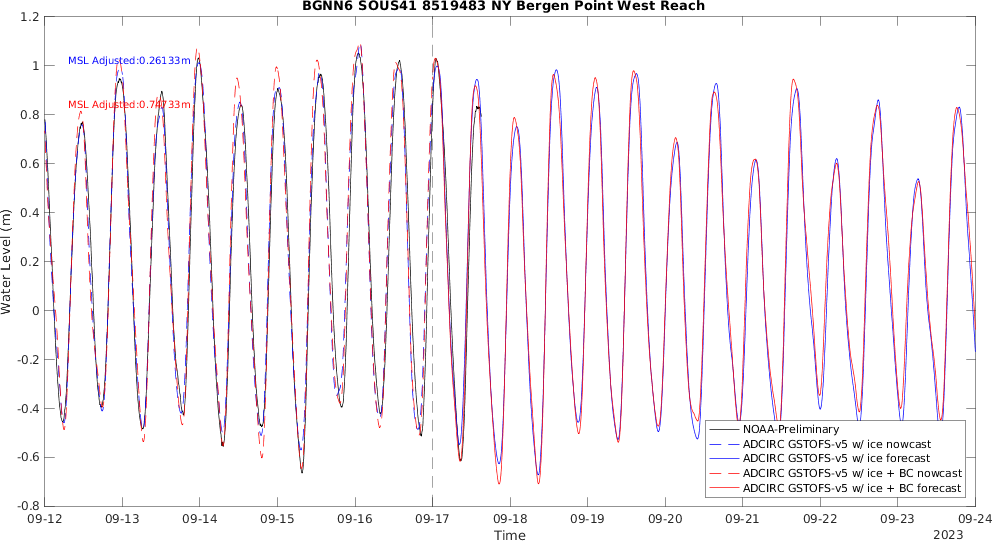 BGNN6 SOUS41 8519483 NY Bergen Point West Reach
MSL Adjusted:0.26133m
MSL Adjusted:0.74733m
Water Level (m)
1.2
1
0.8
0.6
0.4
0.2
0
-0.2
-0.4
-0.6
-0.8
NOAA-Preliminary
ADCIRC GSTOFS-v5 w/ ice nowcast
ADCIRC GSTOFS-v5 w/ ice forecast
ADCIRC GSTOFS-v5 w/ ice + BC nowcast
ADCIRC GSTOFS-v5 w/ ice + BC forecast
09-12 09-13 09-14 09-15 09-16 09-17 09-18 09-19 09-20 09-21 09-22 09-23 09-24
Time
2023